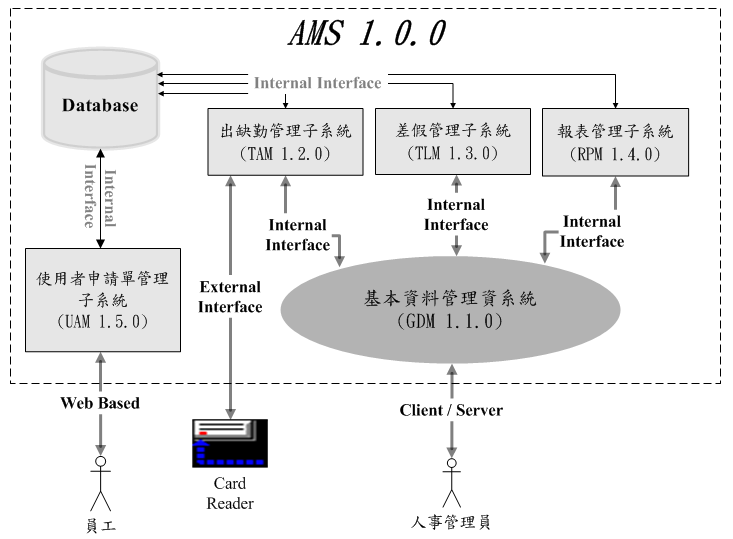 AMS 1.0.0
Database
Internal Interface
出缺勤管理子系統
(TAM 1.2.0)
差假管理子系統
(TLM 1.3.0)
報表管理子系統
(RPM 1.4.0)
Internal
Interface
使用者申請單管理
子系統
(UAM 1.5.0)
External
Interface
Internal
Interface
Internal
Interface
Internal
Interface
基本資料管理資系統
(GDM 1.1.0)
Web Based
Client / Server
員工
Card
Reader
人事管理員